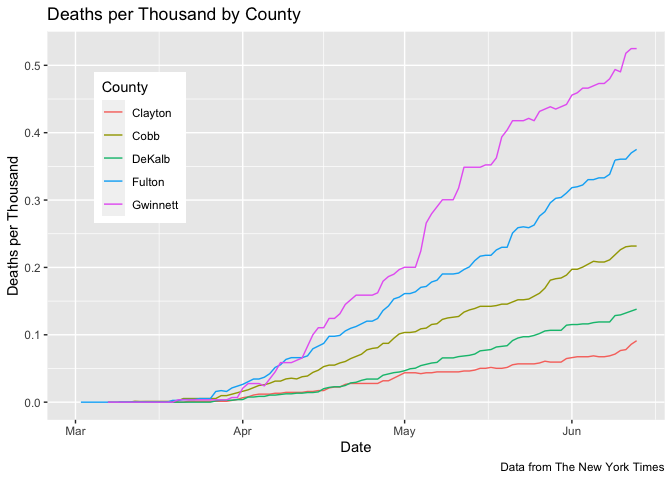 Deaths per Thousand by County
Deaths per Thousand
0.5
0.4
0.3
0.2
0.1
0.0
County
Clayton
Cobb
DeKalb
Fulton
Gwinnett
Mar
Apr
May
Jun
Date
Data from The New York Times